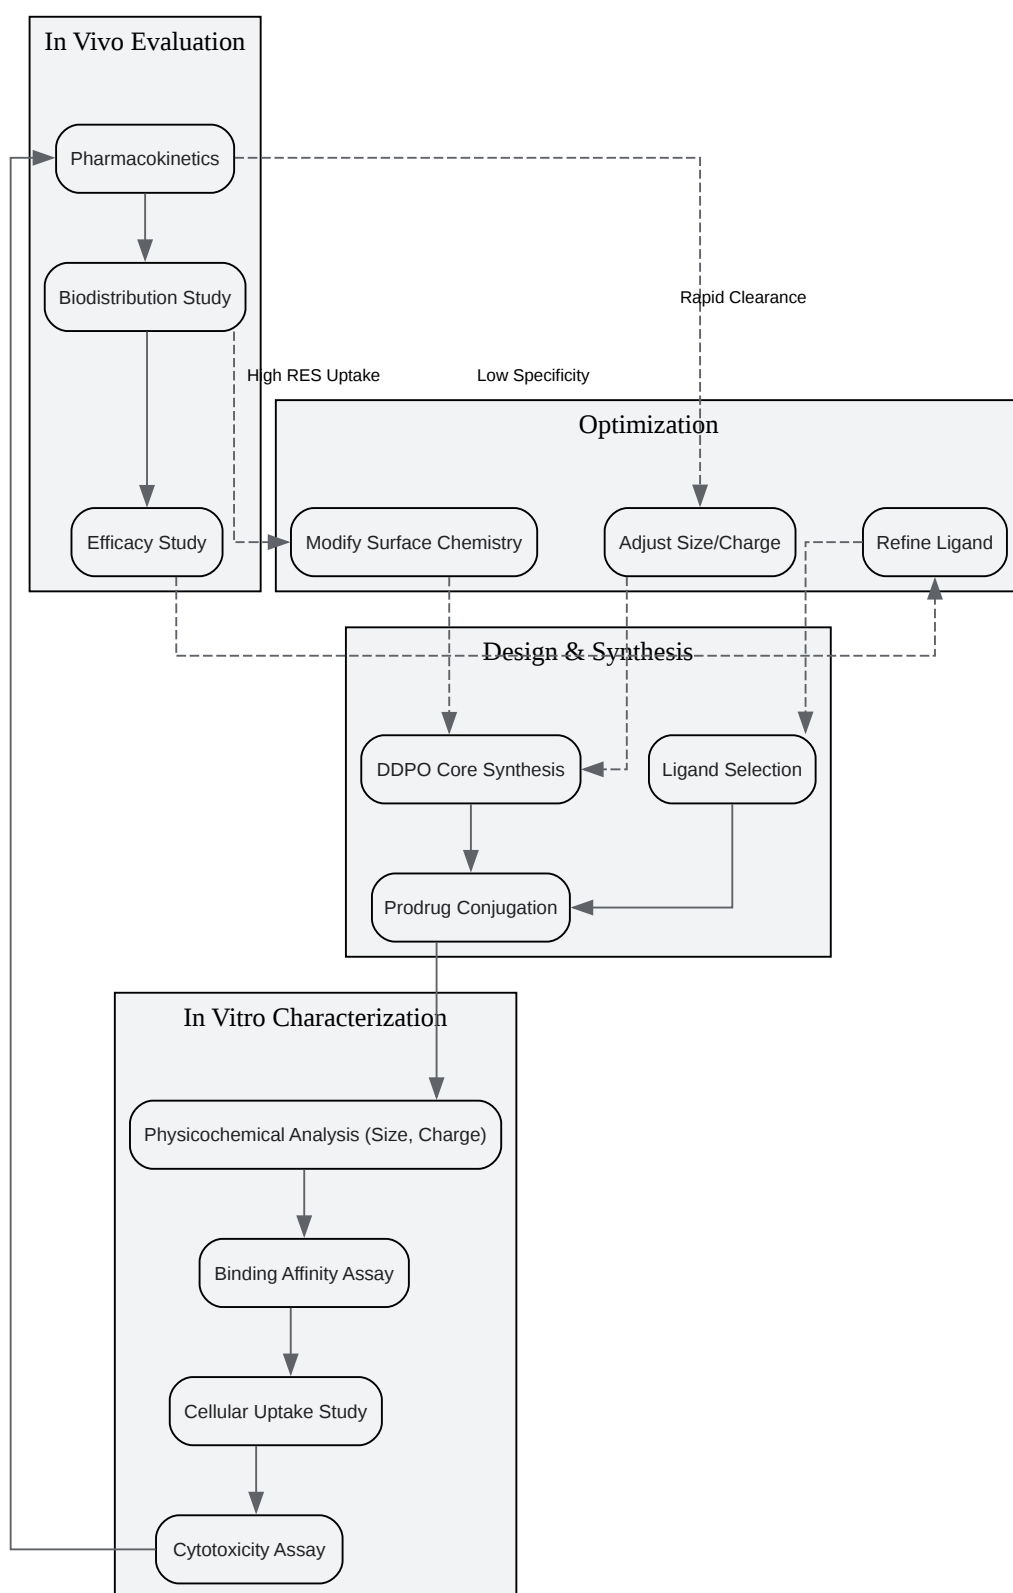 In Vivo Evaluation
Pharmacokinetics
Biodistribution Study
Rapid Clearance
High RES Uptake
Low Specificity
Optimization
Efficacy Study
Modify Surface Chemistry
Adjust Size/Charge
Refine Ligand
Design & Synthesis
DDPO Core Synthesis
Ligand Selection
Prodrug Conjugation
In Vitro Characterization
Physicochemical Analysis (Size, Charge)
Binding Affinity Assay
Cellular Uptake Study
Cytotoxicity Assay